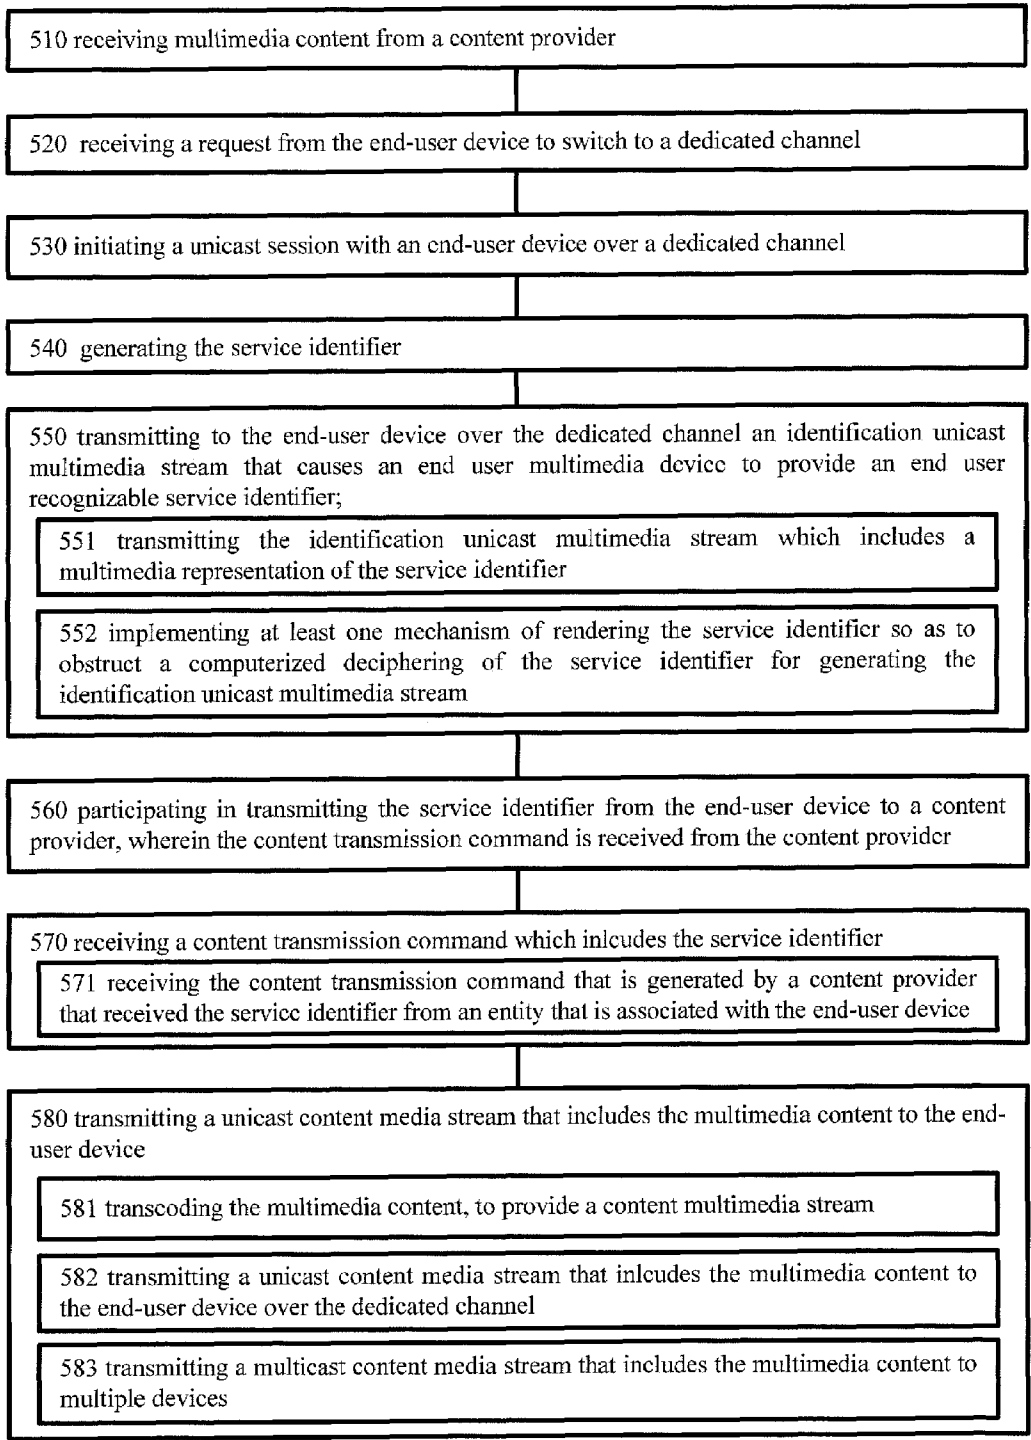 510 receiving multimedia content from a content provider
520 receiving a request from the end-user device to switch to a dedicated channel
530 initiating a unicast session with an end-user device over a dedicated channel
540 generating the service identifier
550 transmitting to the end-user device over the dedicated channel an identification unicast
multimedia stream that causes an end user multimedia device to provide an end user
recognizable service identifier;
551 transmitting the identification unicast multimedia stream which includes a
multimedia representation of the service identifier
552 implementing at least one mechanism of rendering the service identifier so as to
obstruct a computerized deciphering of the service identifier for generating the
identification unicast multimedia stream
560 participating in transmitting the service identifier from the end-user device to a content
provider, wherein the content transmission command is received from the content provider
570 receiving a content transmission command which inlcudes the service identifier
571 receiving the content transmission command that is generated by a content provider
that received the service identifier from an entity that is associated with the end-user device
580 transmitting a unicast content media stream that includes the multimedia content to the end-
user device
581 transcoding the multimedia content, to provide a content multimedia stream
582 transmitting a unicast content media stream that inlcudes the multimedia content to
the end-user device over the dedicated channel
583 transmitting a multicast content media stream that includes the multimedia content to
multiple devices